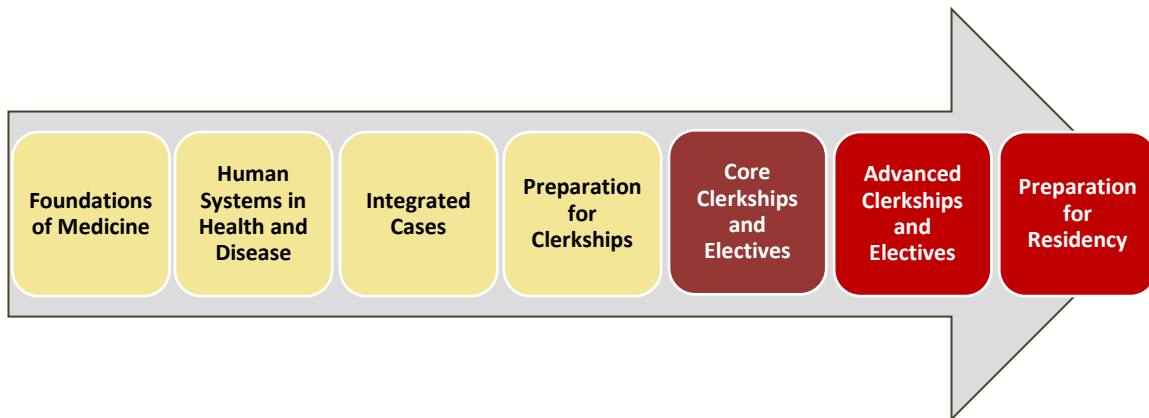 Foundations
of Medicine
Human
Systems in
Health and
Disease
Integrated
Cases
Preparation
for
Clerkships
Core
Clerkships
and
Electives
Advanced
Clerkships
and
Electives
Preparation
for
Residency